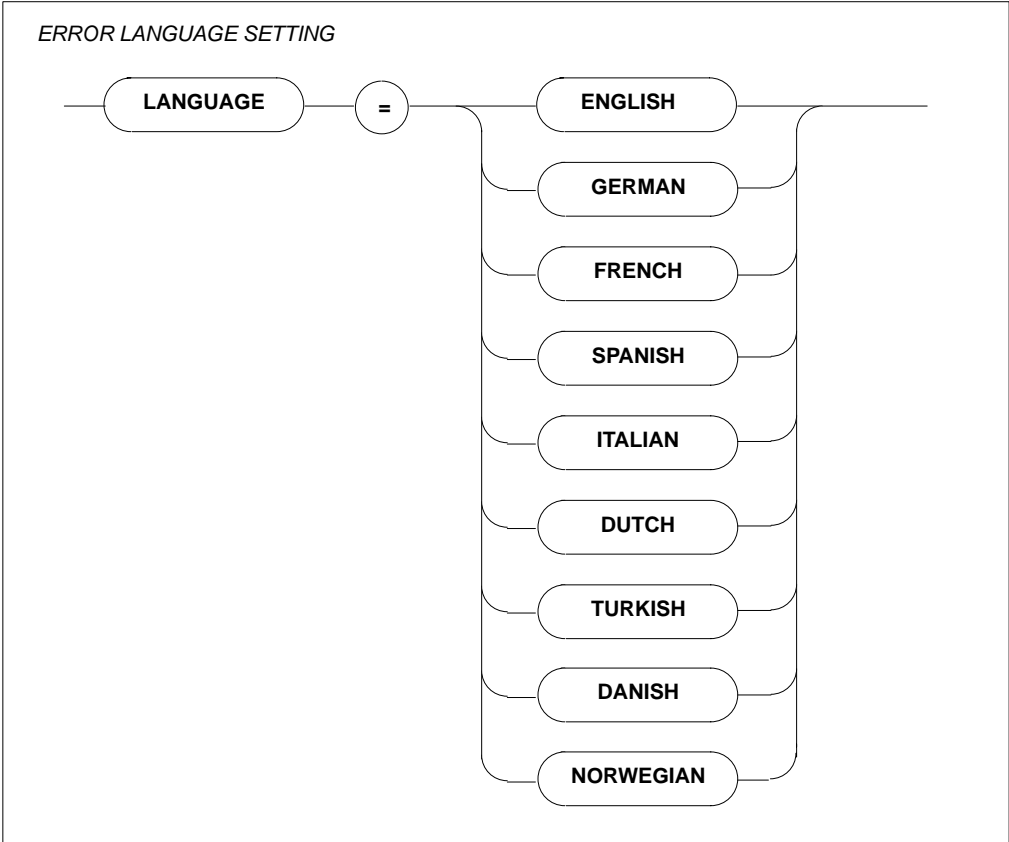 ERROR LANGUAGE SETTING
LANGUAGE = ENGLISH
GERMAN
FRENCH
SPANISH
ITALIAN
DUTCH
TURKISH
DANISH
NORWEGIAN